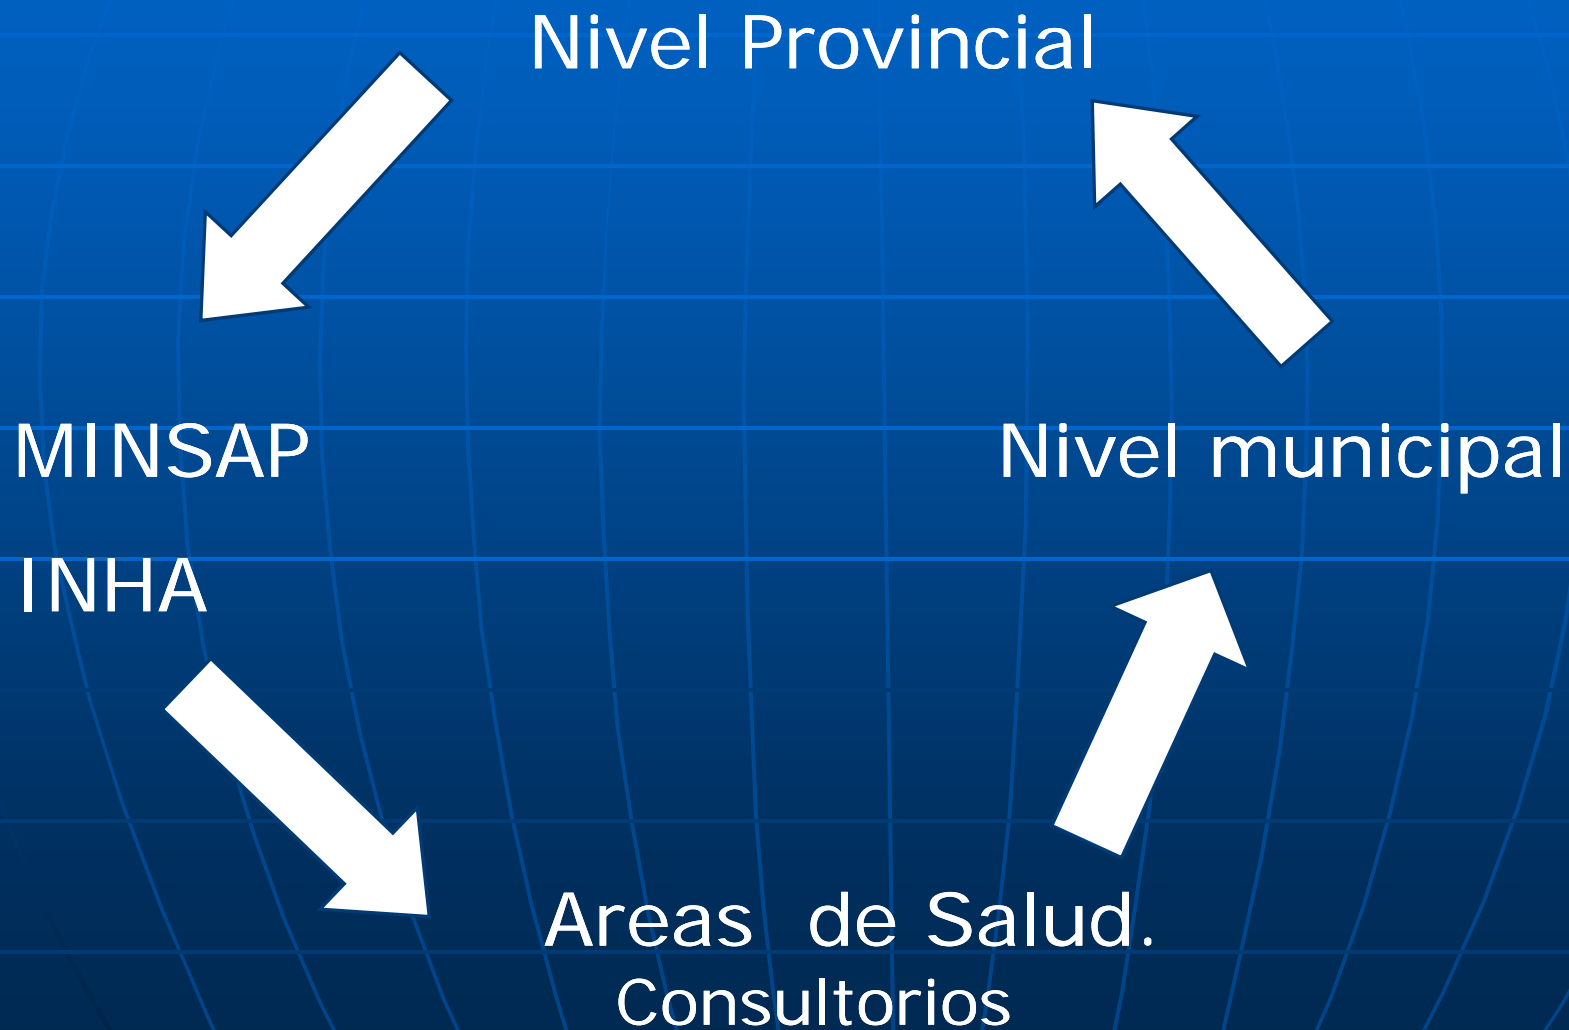 Nivel Provincial
MINSAP
Nivel municipal
INHA
Areas de Salud.
Consultorios